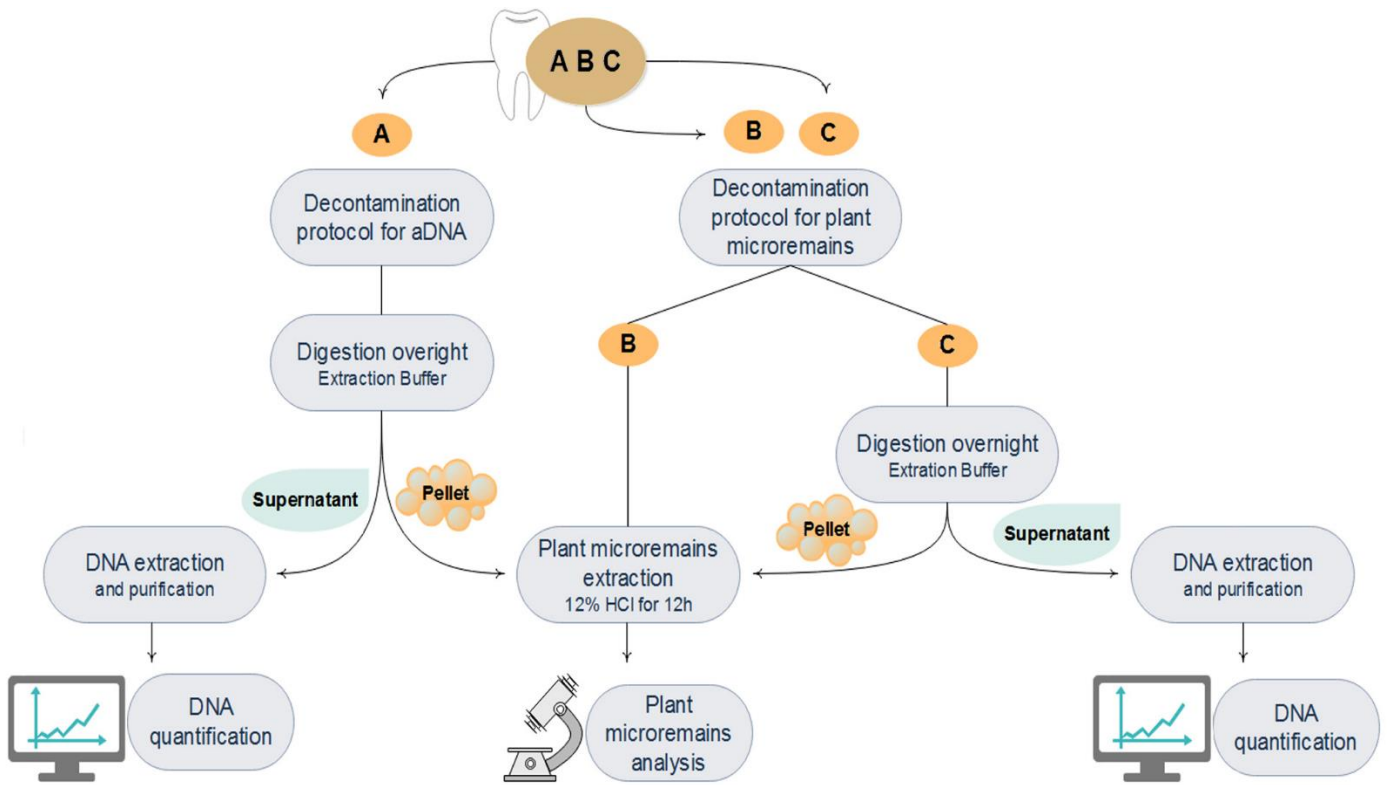 A B C
A
B
C
Decontamination
protocol for aDNA
Decontamination
protocol for plant
microremains
Digestion overight
Extraction Buffer
B
C
Digestion overnight
Extration Buffer
Supernatant
Pellet
Pellet
Supernatant
DNA extraction
and purification
Plant microremains
extraction
12% HCl for 12h
DNA extraction
and purification
DNA
quantification
Plant
microremains
analysis
DNA
quantification